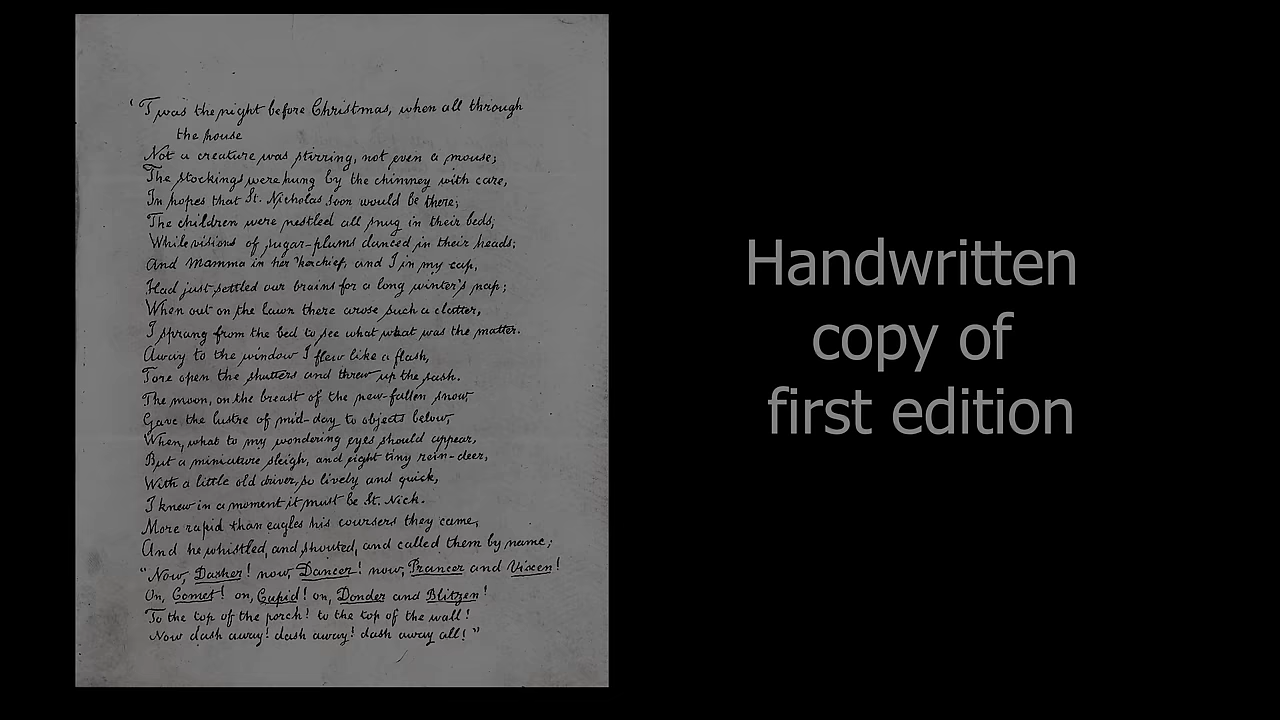 'Twas the night before Christmas, when all through
the house
Not a creature was stirring, not even a mouse;
The stockings were hung by the chimney with care,
In hopes that St. Nicholas soon would be there;
The children were nestled all snug in their beds,
While visions of sugar-plums danced in their heads;
And Mamma in her 'kerchief, and I in my cap,
Had just settled our brains for a long winter's nap;
When out on the lawn there arose such a clatter,
I sprang from the bed to see what what was the matter.
Away to the window I flew like a flash,
Tore open the shutters and threw up the sash.
The moon, on the breast of the new-fallen snow,
Gave the lustre of mid-day to objects below,
When, what to my wondering eyes should appear,
But a miniature sleigh, and eight tiny rein-deer,
With a little old driver, so lively and quick,
I knew in a moment it must be St. Nick.
More rapid than eagles his coursers they came,
And he whistled, and shouted, and called them by name;
"Now, Dasher! now, Dancer! now, Prancer and Vixen!
On, Comet! on, Cupid! on, Donder and Blitzen!
To the top of the porch! to the top of the wall!
Now dash away! dash away! dash away all!"
Handwritten
copy of
first edition